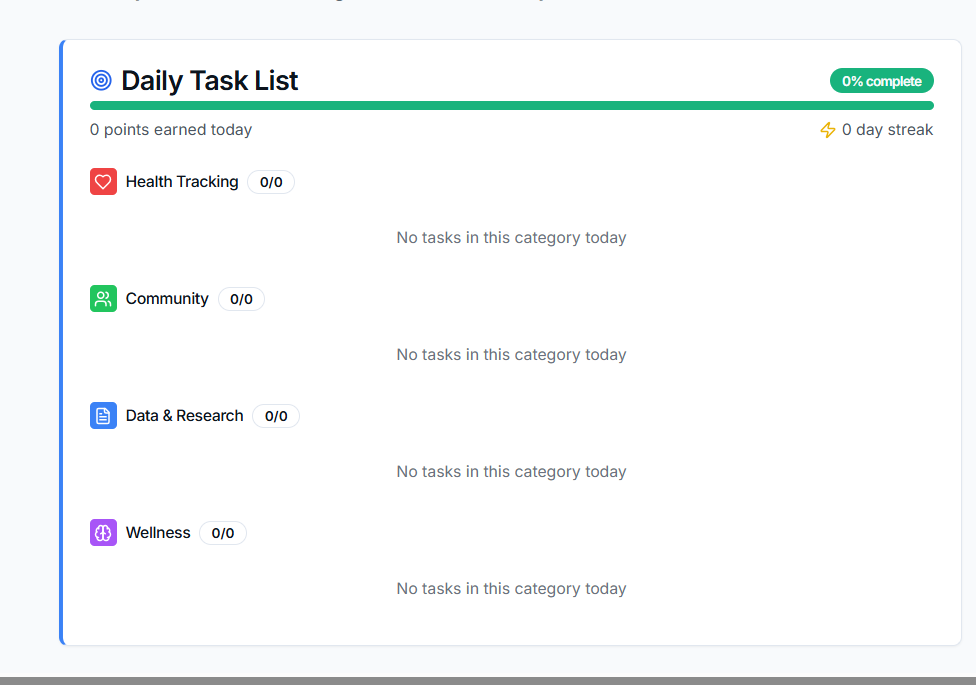 Daily Task List
0% complete
0 points earned today
0 day streak
Health Tracking 0/0
No tasks in this category today
Community 0/0
No tasks in this category today
Data & Research 0/0
No tasks in this category today
Wellness 0/0
No tasks in this category today